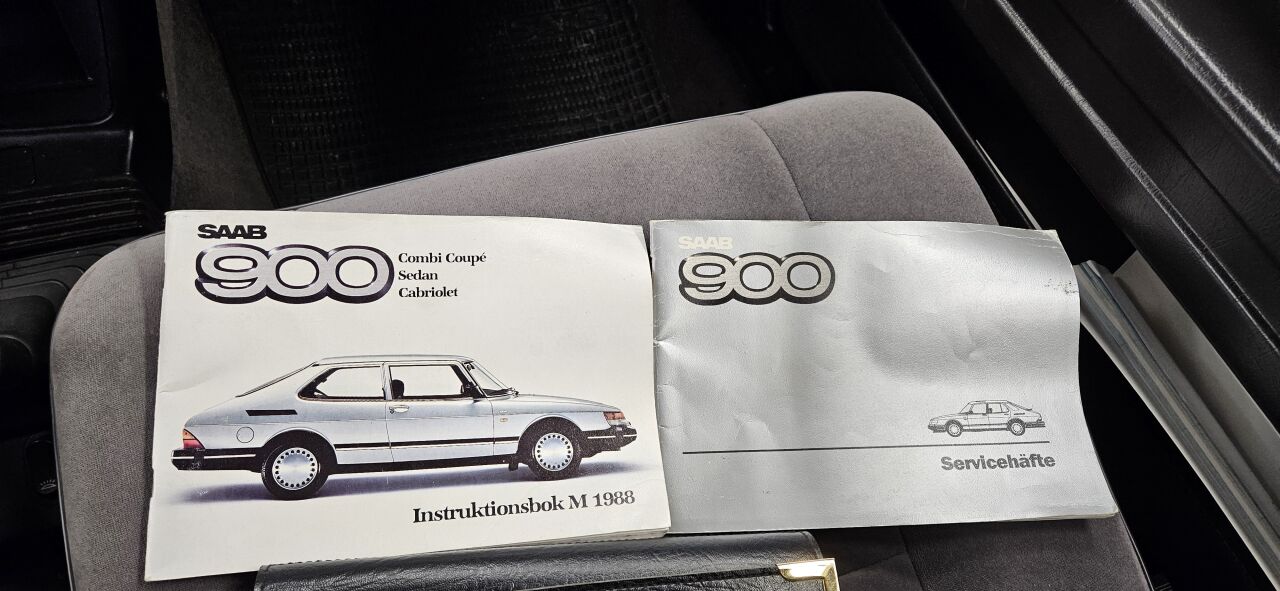 SAAB
900
Combi Coupé
Sedan
Cabriolet
Instruktionsbok M 1988
SAAB
900
Servicehäfte